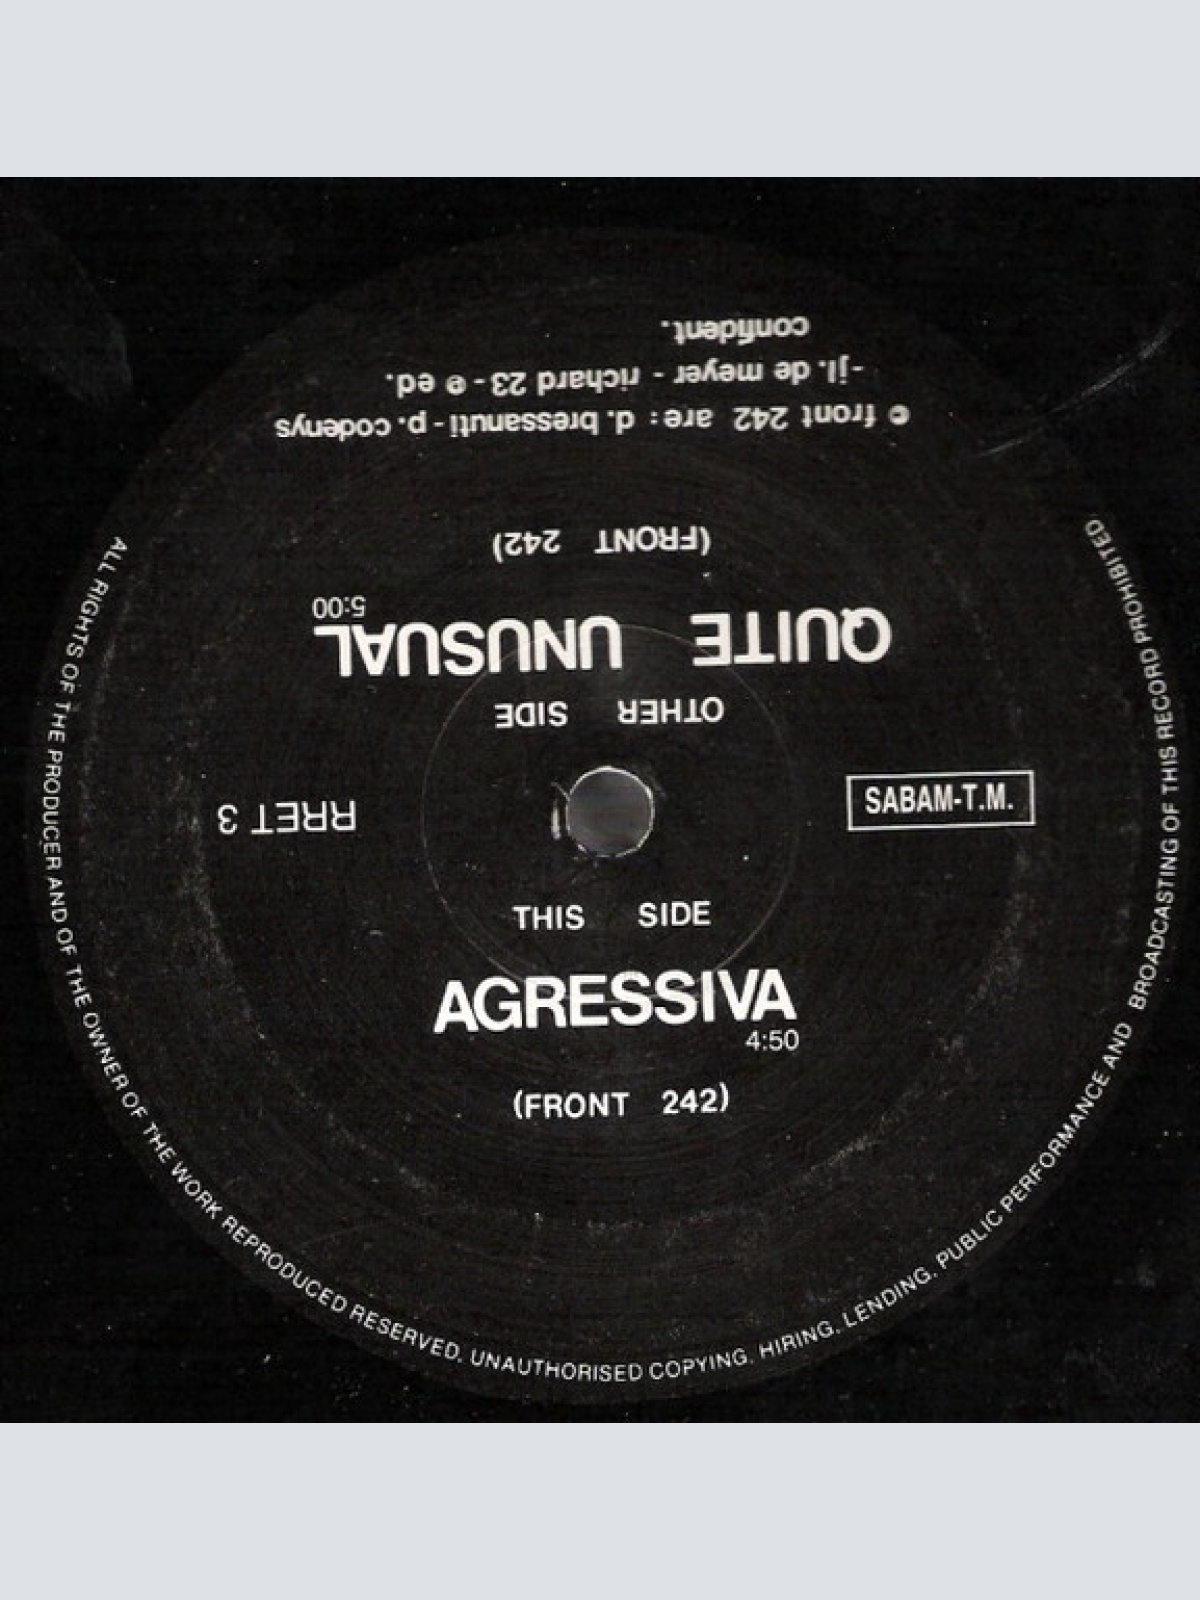 © front 242 are : d. bressanuti - p. codenys
-jl. de meyer - richard 23 - ℗ ed.
confident.
(FRONT 242)
QUITE UNUSUAL
5:00
OTHER SIDE
RRET 3
SABAM-T.M.
THIS SIDE
AGRESSIVA
4:50
(FRONT 242)
ALL RIGHTS OF THE PRODUCER AND OF THE OWNER OF THE WORK REPRODUCED RESERVED. UNAUTHORISED COPYING. HIRING. LENDING. PUBLIC PERFORMANCE AND BROADCASTING OF THIS RECORD PROHIBITED.